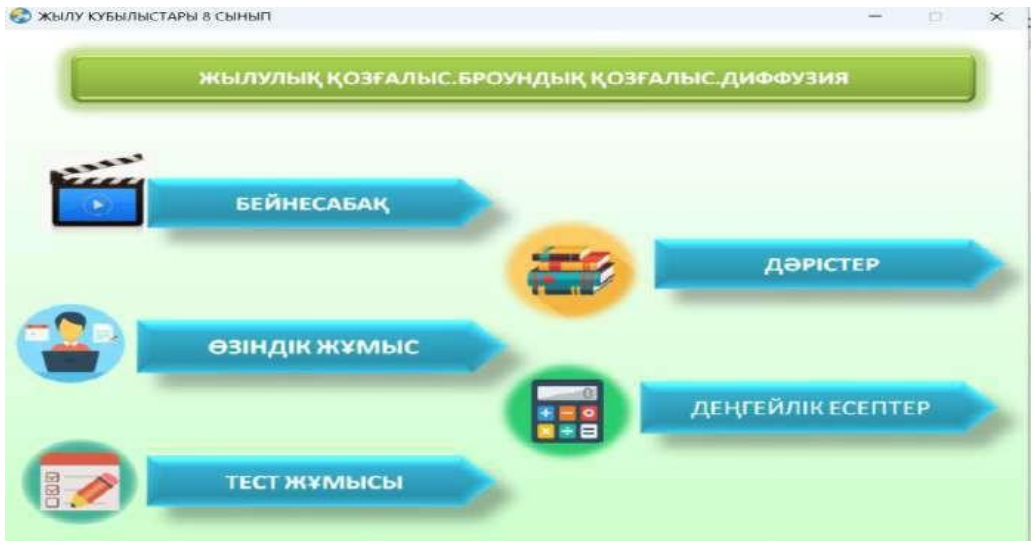 ЖЫЛУ КУБЫЛЫСТАРЫ 8 СЫНЫП
ЖЫЛУЛЫҚ ҚОЗҒАЛЫС.БРОУНДЫҚ ҚОЗҒАЛЫС.ДИФФУЗИЯ
БЕЙНЕСАБАҚ
ДӘРІСТЕР
ӨЗІНДІК ЖҰМЫС
ДЕҢГЕЙЛІК ЕСЕПТЕР
ТЕСТ ЖҰМЫСЫ